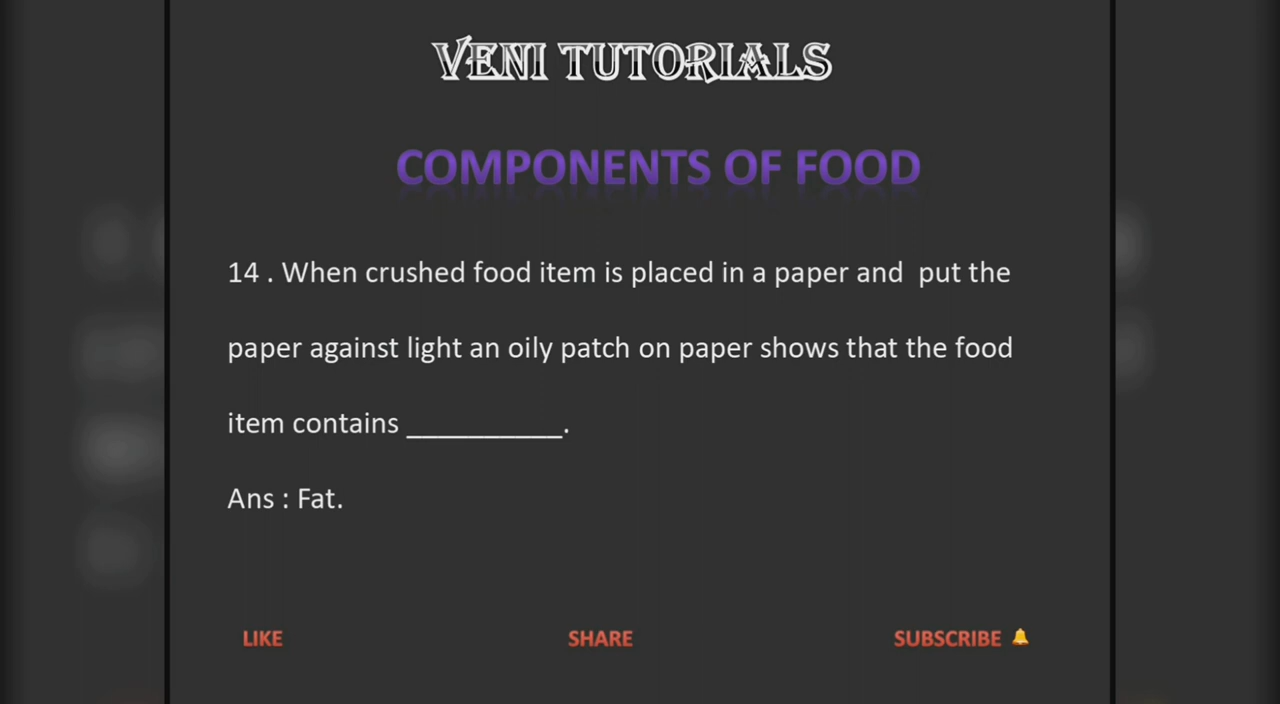 VENI TUTORIALS
COMPONENTS OF FOOD
14 . When crushed food item is placed in a paper and  put the
paper against light an oily patch on paper shows that the food
item contains __________.
Ans : Fat.
LIKE SHARE SUBSCRIBE 🔔